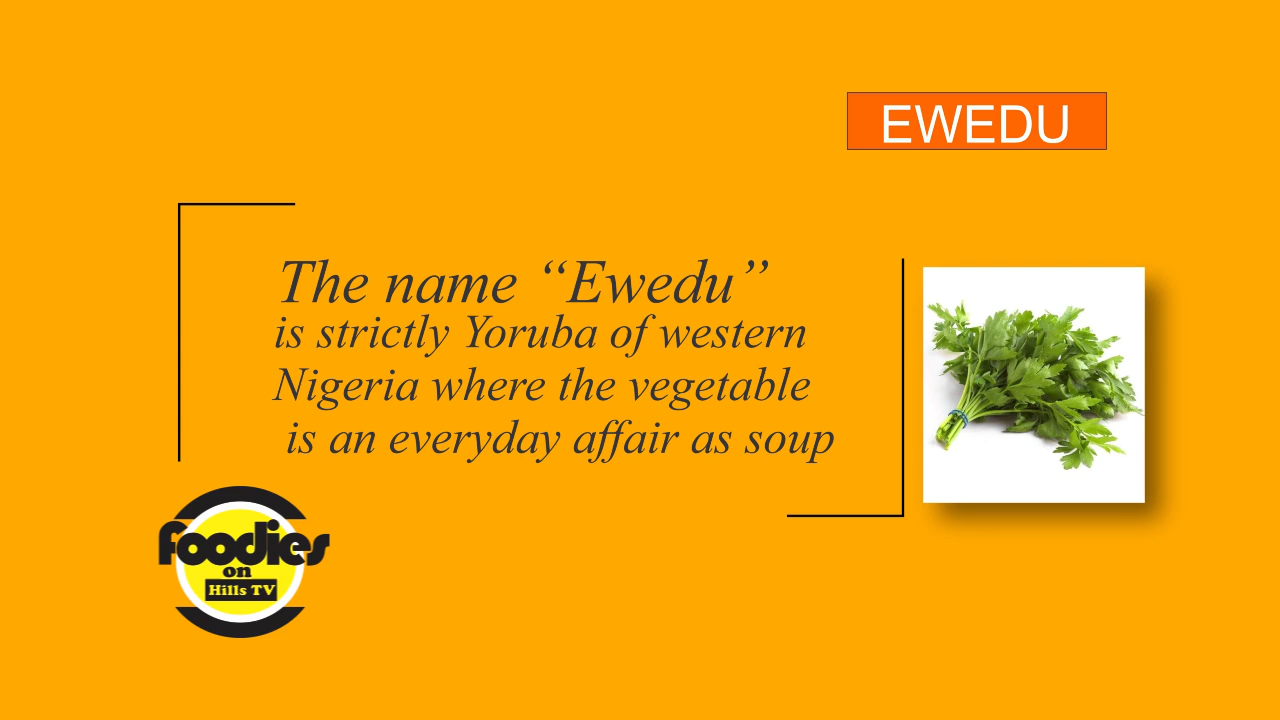 EWEDU
The name “Ewedu”
is strictly Yoruba of western
Nigeria where the vegetable
is an everyday affair as soup
foodies
on
Hills TV